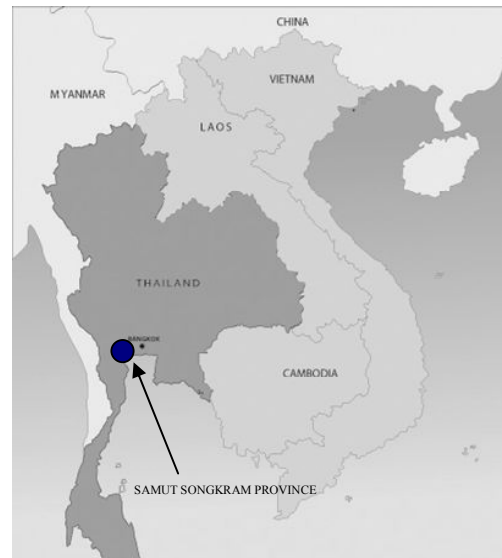 CHINA
VIETNAM
MYANMAR
LAOS
THAILAND
BANGKOK
CAMBODIA
SAMUT SONGKRAM PROVINCE